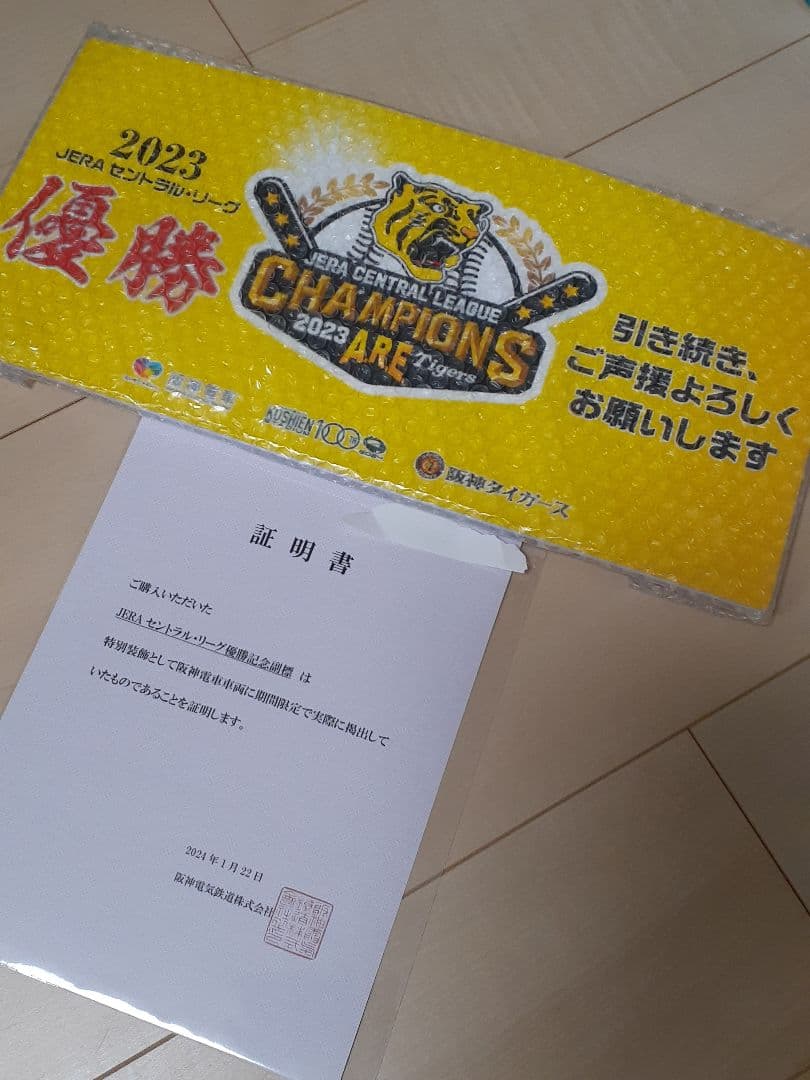 2023
JERA セントラル・リーグ
優勝
JERA CENTRAL LEAGUE
CHAMPIONS
2023 ARE Tigers
引き続き、
ご声援よろしく
お願いします
阪神電車
KOSHIEN 100TH
阪神タイガース
証明書
ご購入いただいた
JERA セントラル・リーグ優勝記念副標 は
特別装飾として阪神電車車両に期間限定で実際に掲出して
いたものであることを証明します。
2024年1月22日
阪神電気鉄道株式会社